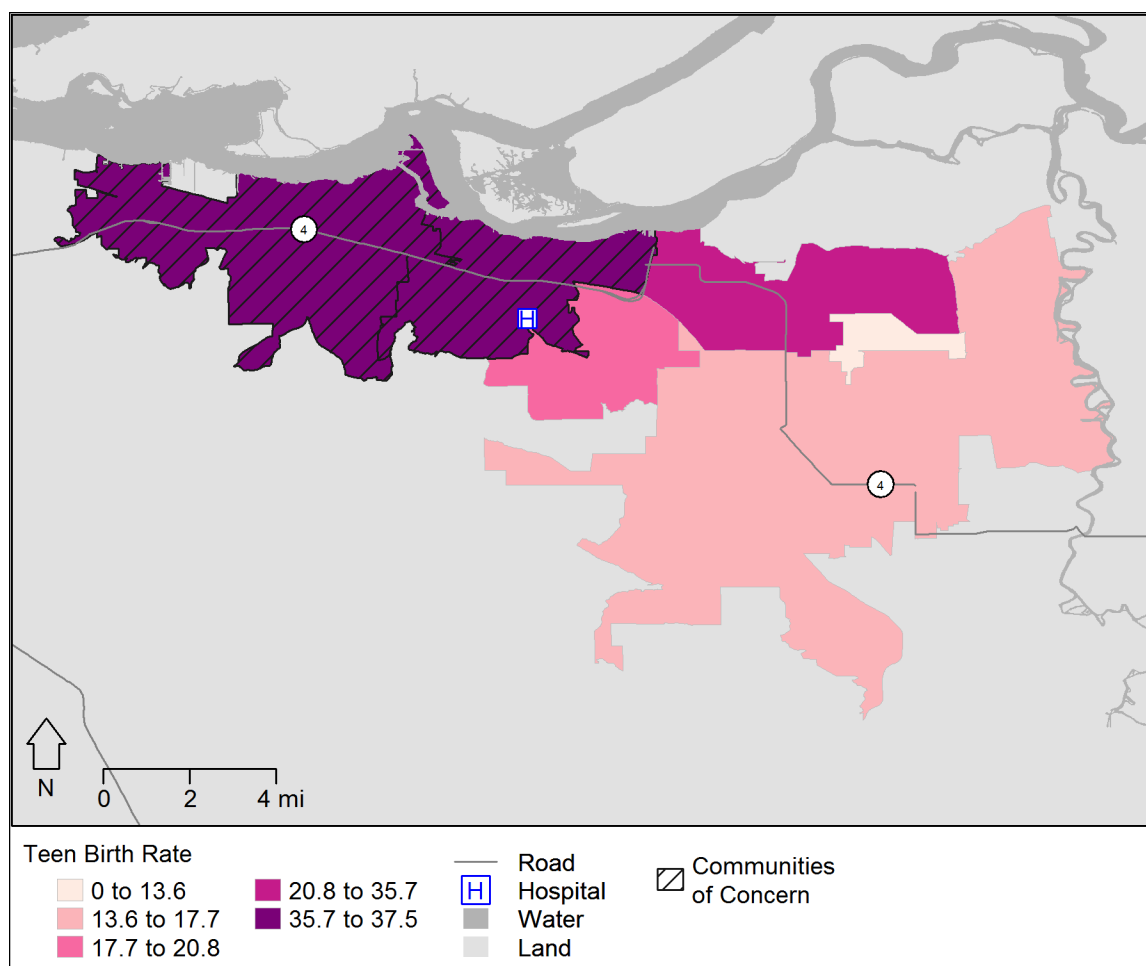 4
H
4
N
0 2 4 mi
Teen Birth Rate
0 to 13.6
13.6 to 17.7
17.7 to 20.8
20.8 to 35.7
35.7 to 37.5
Road
H Hospital
Water
Land
Communities
of Concern